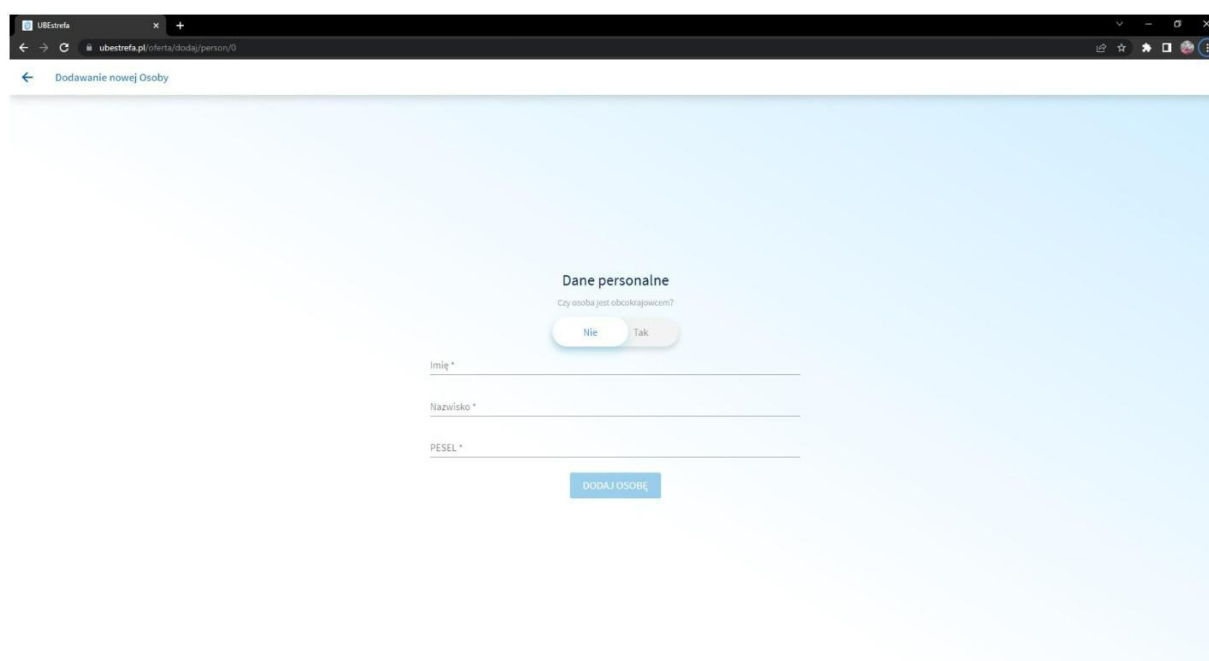 UBEstrefa
ubestrefa.pl/oferta/dodaj/person/0
Dodawanie nowej Osoby
Dane personalne
Czy osoba jest obcokrajowcem?
Nie Tak
Imię *
Nazwisko *
PESEL *
DODAJ OSOBĘ